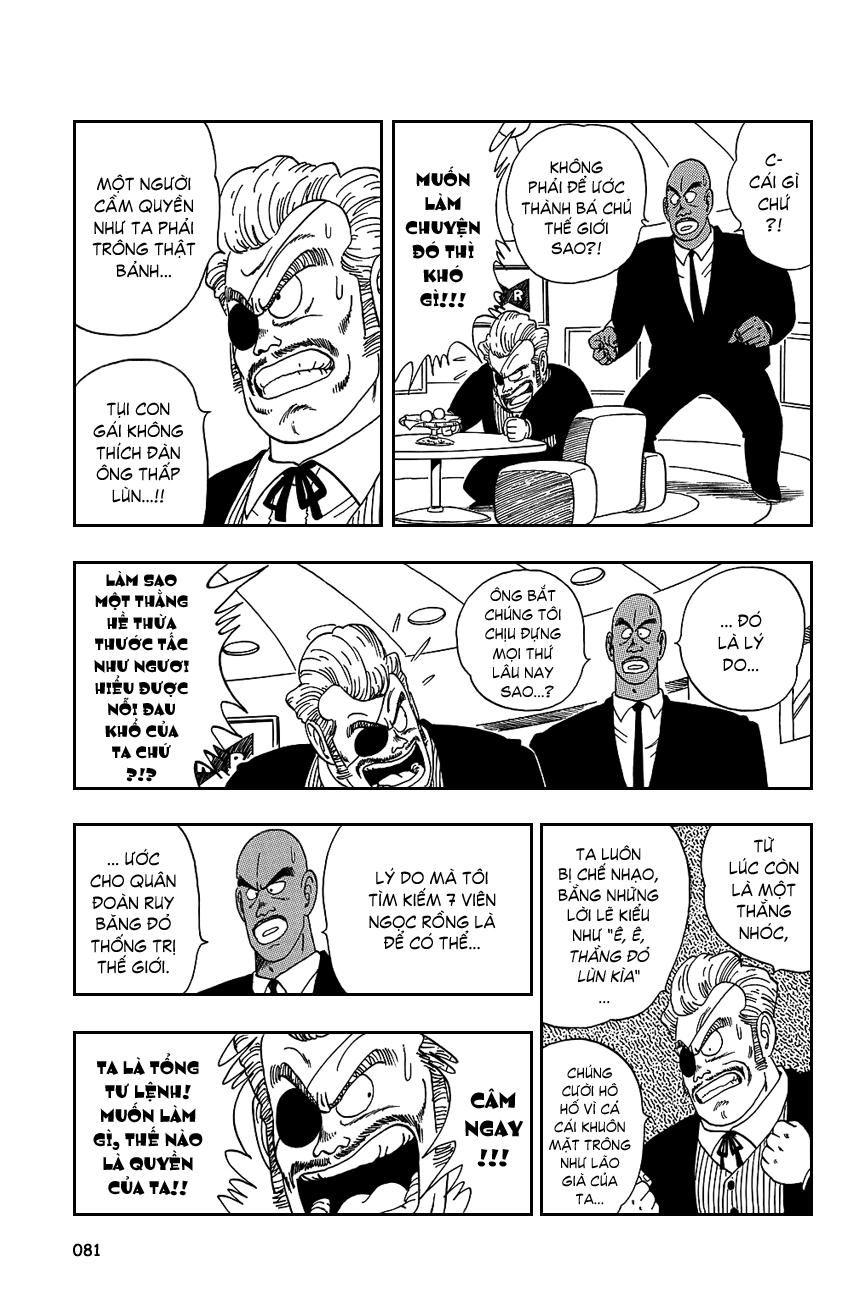 C-
CÁI GÌ
CHỨ
?!
KHÔNG
PHẢI ĐỂ ƯỚC
THÀNH BÁ CHỦ
THẾ GIỚI
SAO?!
MUỐN
LÀM
CHUYỆN
ĐÓ THÌ
KHÓ
GÌ!!!
R
MỘT NGƯỜI
CẦM QUYỀN
NHƯ TA PHẢI
TRÔNG THẬT
BẢNH...
TỤI CON
GÁI KHÔNG
THÍCH ĐÀN
ÔNG THẤP
LÙN...!!
... ĐÓ
LÀ LÝ
DO...
ÔNG BẮT
CHÚNG TÔI
CHỊU ĐỰNG
MỌI THỨ
LÂU NAY
SAO...?
LÀM SAO
MỘT THẰNG
HỀ THỪA
THƯỚC TẤC
NHƯ NGƯƠI
HIỂU ĐƯỢC
NỖI ĐAU
KHỔ CỦA
TA CHỨ
?!?
R R
TỪ
LÚC CÒN
LÀ MỘT
THẰNG
NHÓC,
TA LUÔN
BỊ CHẾ NHẠO,
BẰNG NHỮNG
LỜI LẼ KIỂU
NHƯ "Ê, Ê,
THẰNG ĐÓ
LÙN KÌA"
...
CHÚNG
CƯỜI HÔ
HỐ VÌ CẢ
CÁI KHUÔN
MẶT TRÔNG
NHƯ LÃO
GIÀ CỦA
TA...
LÝ DO MÀ TÔI
TÌM KIẾM 7 VIÊN
NGỌC RỒNG LÀ
ĐỂ CÓ THỂ...
... ƯỚC
CHO QUÂN
ĐOÀN RUY
BĂNG ĐỎ
THỐNG TRỊ
THẾ GIỚI.
CÂM
NGAY
!!!
TA LÀ TỔNG
TƯ LỆNH!
MUỐN LÀM
GÌ, THẾ NÀO
LÀ QUYỀN
CỦA TA!!
081